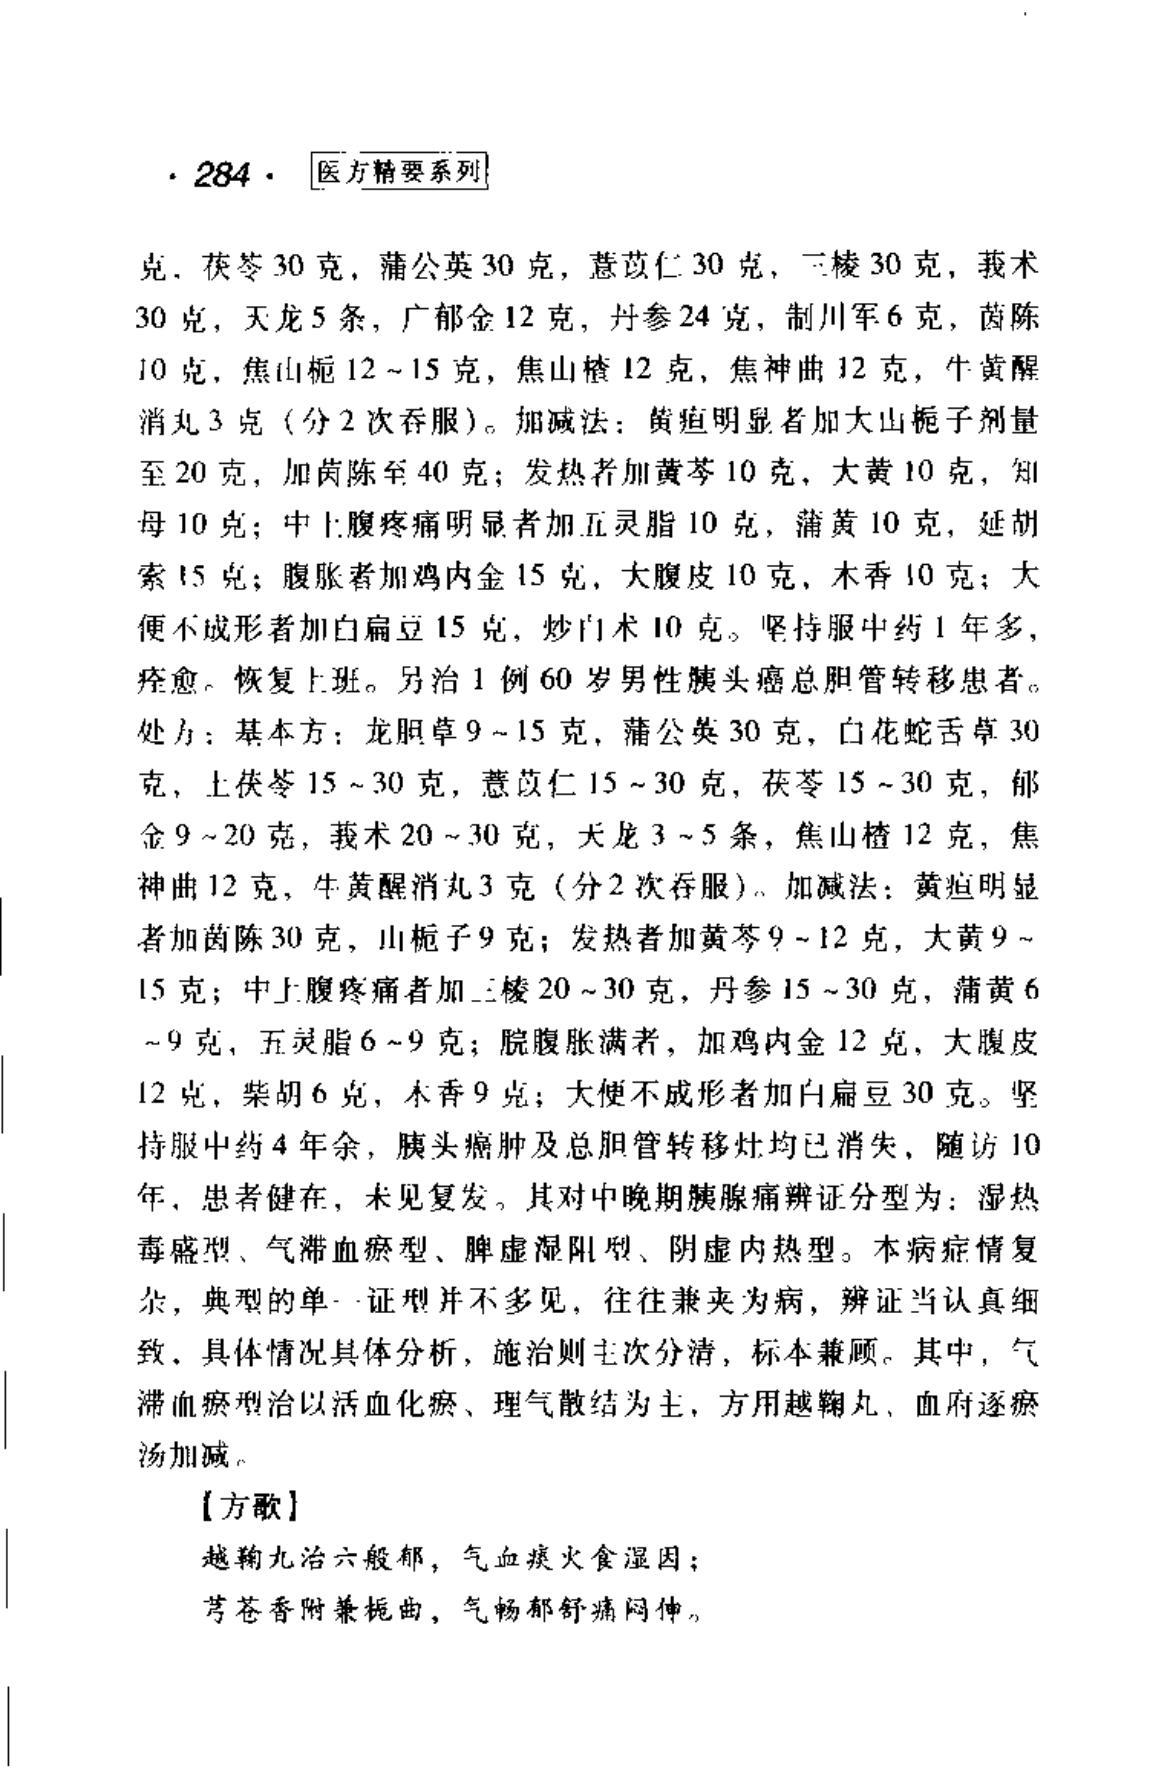 · 284 · 医方精要系列
克，茯苓 30 克，蒲公英 30 克，薏苡仁 30 克，三棱 30 克，莪术
30 克，天龙 5 条，广郁金 12 克，丹参 24 克，制川军 6 克，茵陈
10 克，焦山栀 12～15 克，焦山楂 12 克，焦神曲 12 克，牛黄醒
消丸 3 克（分 2 次吞服）。加减法：黄疸明显者加大山栀子剂量
至 20 克，加茵陈至 40 克；发热者加黄芩 10 克，大黄 10 克，知
母 10 克；中上腹疼痛明显者加五灵脂 10 克，蒲黄 10 克，延胡
索 15 克；腹胀者加鸡内金 15 克，大腹皮 10 克，木香 10 克；大
便不成形者加白扁豆 15 克，炒白术 10 克。坚持服中药 1 年多，
痊愈。恢复上班。另治 1 例 60 岁男性胰头癌总胆管转移患者。
处方：基本方：龙胆草 9～15 克，蒲公英 30 克，白花蛇舌草 30
克，土茯苓 15～30 克，薏苡仁 15～30 克，茯苓 15～30 克，郁
金 9～20 克，莪术 20～30 克，天龙 3～5 条，焦山楂 12 克，焦
神曲 12 克，牛黄醒消丸 3 克（分 2 次吞服）。加减法：黄疸明显
者加茵陈 30 克，山栀子 9 克；发热者加黄芩 9～12 克，大黄 9～
15 克；中上腹疼痛者加三棱 20～30 克，丹参 15～30 克，蒲黄 6
～9 克，五灵脂 6～9 克；脘腹胀满者，加鸡内金 12 克，大腹皮
12 克，柴胡 6 克，木香 9 克；大便不成形者加白扁豆 30 克。坚
持服中药 4 年余，胰头癌肿及总胆管转移灶均已消失，随访 10
年，患者健在，未见复发。其对中晚期胰腺痛辨证分型为：湿热
毒盛型、气滞血瘀型、脾虚湿阻型、阴虚内热型。本病症情复
杂，典型的单一证型并不多见，往往兼夹为病，辨证当认真细
致，具体情况具体分析，施治则主次分清，标本兼顾。其中，气
滞血瘀型治以活血化瘀、理气散结为主，方用越鞠丸、血府逐瘀
汤加减。
【方歌】
越鞠丸治六般郁，气血痰火食湿因；
芎苍香附兼栀曲，气畅郁舒痛闷伸。